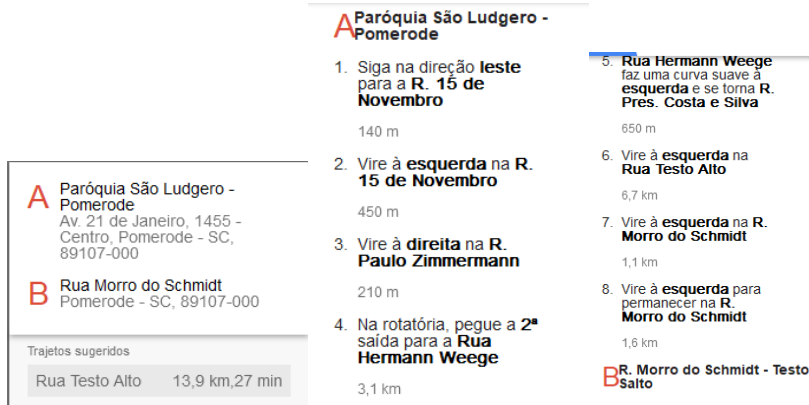 A Paróquia São Ludgero -
Pomerode
Av. 21 de Janeiro, 1455 -
Centro, Pomerode - SC,
89107-000
B Rua Morro do Schmidt
Pomerode - SC, 89107-000
Trajetos sugeridos
Rua Testo Alto 13,9 km,27 min
A Paróquia São Ludgero -
Pomerode
1. Siga na direção leste
para a R. 15 de
Novembro
140 m
2. Vire à esquerda na R.
15 de Novembro
450 m
3. Vire à direita na R.
Paulo Zimmermann
210 m
4. Na rotatória, pegue a 2ª
saída para a Rua
Hermann Weege
3,1 km
5. Rua Hermann Weege
faz uma curva suave à
esquerda e se torna R.
Pres. Costa e Silva
650 m
6. Vire à esquerda na
Rua Testo Alto
6,7 km
7. Vire à esquerda na R.
Morro do Schmidt
1,1 km
8. Vire à esquerda para
permanecer na R.
Morro do Schmidt
1,6 km
B R. Morro do Schmidt - Testo
Salto